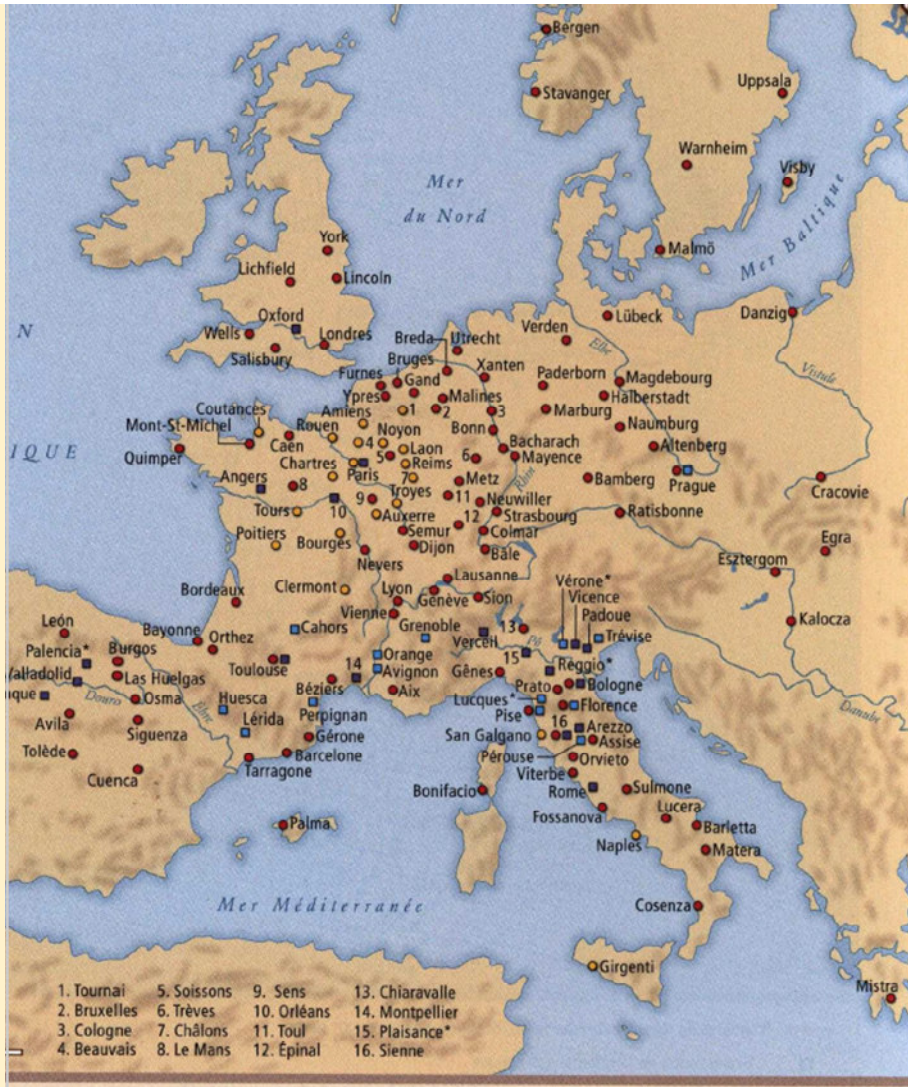 Bergen
Stavanger
Uppsala
Warnheim
Visby
Mer
du Nord
Mer Baltique
Malmö
York
Lichfield
Lincoln
Oxford
Wells
Londres
Salisbury
N
IQUE
Breda
Utrecht
Verden
Lübeck
Danzig
Elbe
Vistule
Bruges
Xanten
Furnes
Gand
Paderborn
Magdebourg
Ypres
Malines
Halberstadt
Coutances
Amiens
1
2
3
Marburg
Mont-St-Michel
Rouen
Noyon
Bonn
Naumburg
Caen
4
Laon
Bacharach
Altenberg
Quimper
Chartres
5
Reims
6
Mayence
Angers
Paris
7
Metz
Rhin
Bamberg
Prague
Cracovie
8
9
Troyes
11
Neuwiller
Tours
10
Auxerre
12
Strasbourg
Ratisbonne
Poitiers
Bourges
Semur
Colmar
Egra
Dijon
Bâle
Esztergom
Nevers
Clermont
Lausanne
Vérone*
Bordeaux
Lyon
Genève
Sion
Vicence
Kalocza
Vienne
Padoue
León
Bayonne
Orthez
Cahors
Grenoble
Verceil
13
Trévise
Palencia*
Burgos
Orange
15
Pô
Valladolid
Las Huelgas
Toulouse
14
Avignon
Gênes
Reggio*
ique
Douro
Osma
Huesca
Béziers
Aix
Prato
Bologne
Èbre
Lucques*
Florence
Danube
Avila
Lérida
Perpignan
Pise
Siguenza
Gérone
San Galgano
16
Arezzo
Tolède
Barcelone
Pérouse
Assise
Cuenca
Tarragone
Orvieto
Viterbe
Bonifacio
Rome
Sulmone
Palma
Fossanova
Lucera
Barletta
Naples
Matera
Mer Méditerranée
Cosenza
Girgenti
Mistra
1. Tournai
2. Bruxelles
3. Cologne
4. Beauvais
5. Soissons
6. Trèves
7. Châlons
8. Le Mans
9. Sens
10. Orléans
11. Toul
12. Épinal
13. Chiaravalle
14. Montpellier
15. Plaisance*
16. Sienne